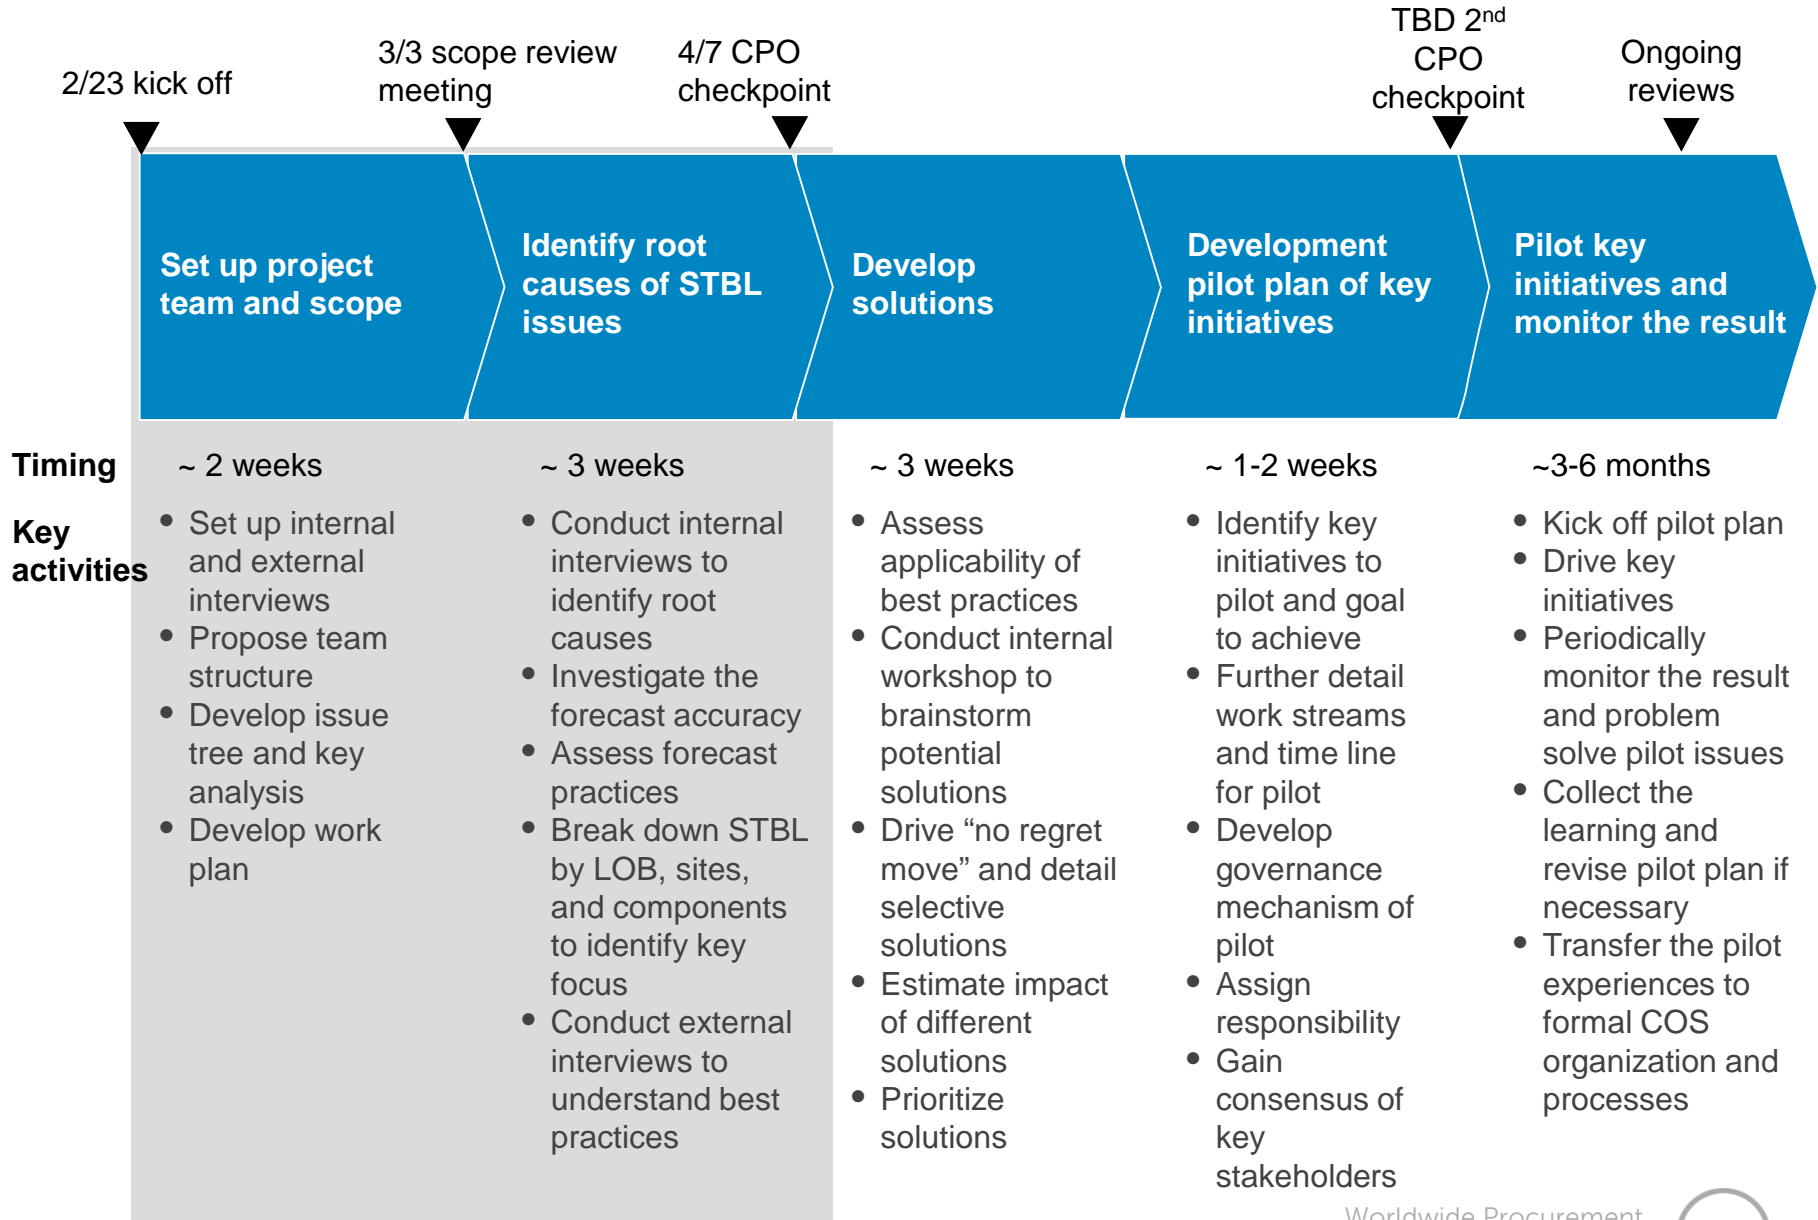 2/23 kick off
3/3 scope review
meeting
4/7 CPO
checkpoint
TBD 2nd
CPO
checkpoint
Ongoing
reviews
Set up project
team and scope
Identify root
causes of STBL
issues
Develop
solutions
Development
pilot plan of key
initiatives
Pilot key
initiatives and
monitor the result
Timing
~ 2 weeks
~ 3 weeks
~ 3 weeks
~ 1-2 weeks
~3-6 months
Key
activities
• Set up internal
and external
interviews
• Propose team
structure
• Develop issue
tree and key
analysis
• Develop work
plan
• Conduct internal
interviews to
identify root
causes
• Investigate the
forecast accuracy
• Assess forecast
practices
• Break down STBL
by LOB, sites,
and components
to identify key
focus
• Conduct external
interviews to
understand best
practices
• Assess
applicability of
best practices
• Conduct internal
workshop to
brainstorm
potential
solutions
• Drive “no regret
move” and detail
selective
solutions
• Estimate impact
of different
solutions
• Prioritize
solutions
• Identify key
initiatives to
pilot and goal
to achieve
• Further detail
work streams
and time line
for pilot
• Develop
governance
mechanism of
pilot
• Assign
responsibility
• Gain
consensus of
key
stakeholders
• Kick off pilot plan
• Drive key
initiatives
• Periodically
monitor the result
and problem
solve pilot issues
• Collect the
learning and
revise pilot plan if
necessary
• Transfer the pilot
experiences to
formal COS
organization and
processes
Worldwide Procurement